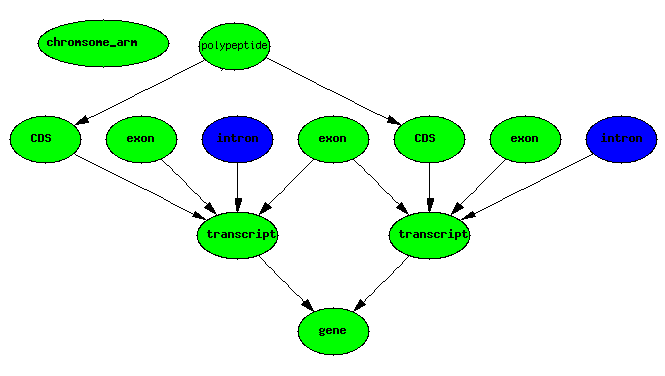 chromsome_arm
polypeptide
CDS
exon
intron
exon
CDS
exon
intron
transcript
transcript
gene